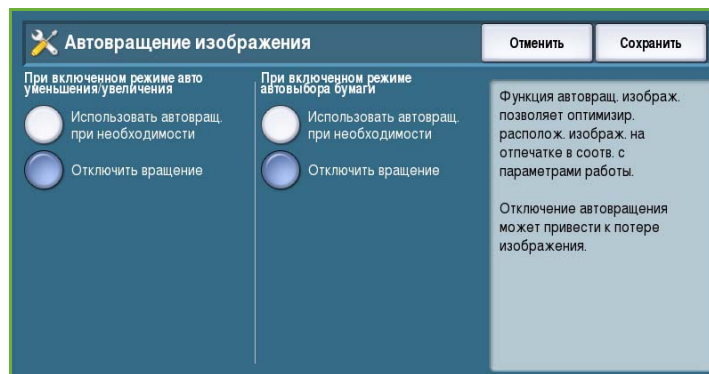 Автовращение изображения
Отменить
Сохранить
При включенном режиме авто
уменьшения/увеличения
Использовать автовращ.
при необходимости
Отключить вращение
При включенном режиме
автовыбора бумаги
Использовать автовращ.
при необходимости
Отключить вращение
Функция автовращ. изображ.
позволяет оптимизир.
располож. изображ. на
отпечатке в соотв. с
параметрами работы.
Отключение автовращения
может привести к потере
изображения.